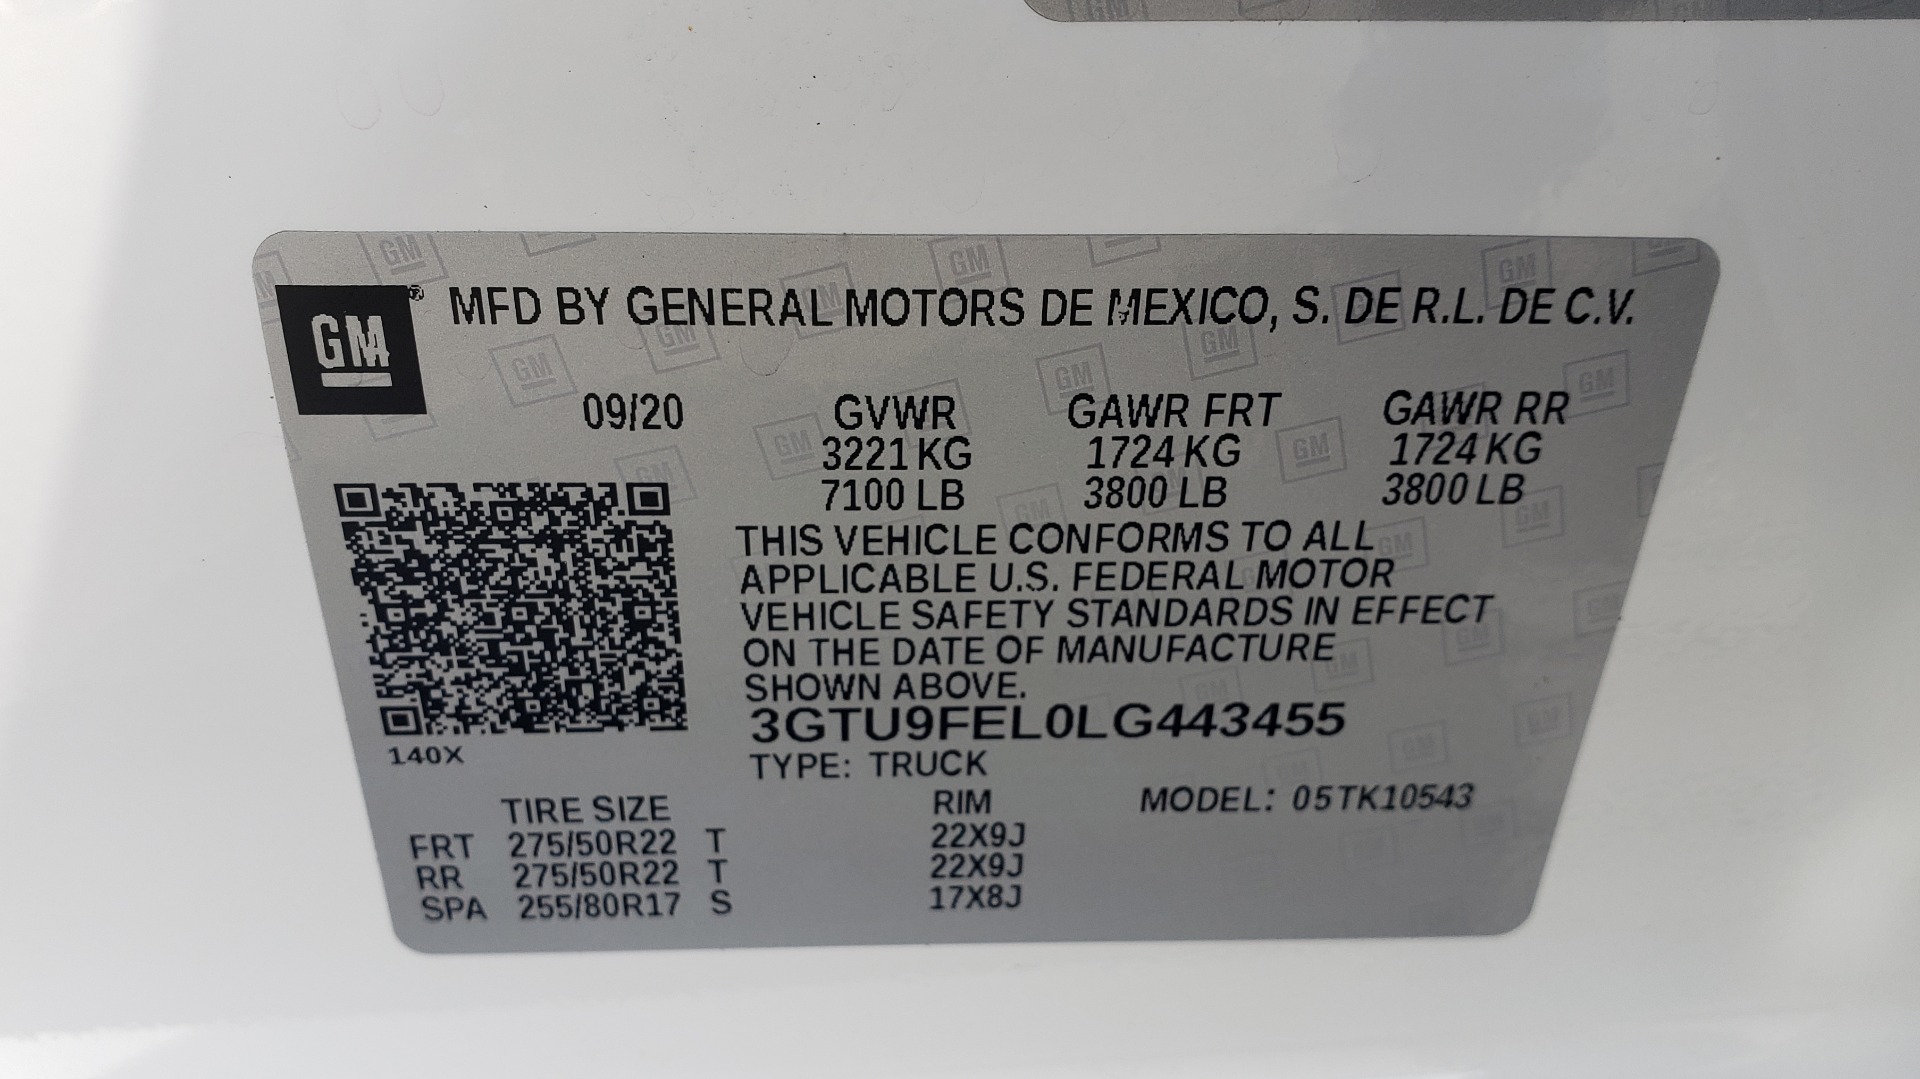 GM® MFD BY GENERAL MOTORS DE MEXICO, S. DE R.L. DE C.V.
09/20 GVWR GAWR FRT GAWR RR
3221 KG 1724 KG 1724 KG
7100 LB 3800 LB 3800 LB
THIS VEHICLE CONFORMS TO ALL
APPLICABLE U.S. FEDERAL MOTOR
VEHICLE SAFETY STANDARDS IN EFFECT
ON THE DATE OF MANUFACTURE
SHOWN ABOVE.
3GTU9FEL0LG443455
140X
TYPE: TRUCK
TIRE SIZE RIM MODEL: 05TK10543
FRT 275/50R22 T 22X9J
RR 275/50R22 T 22X9J
SPA 255/80R17 S 17X8J